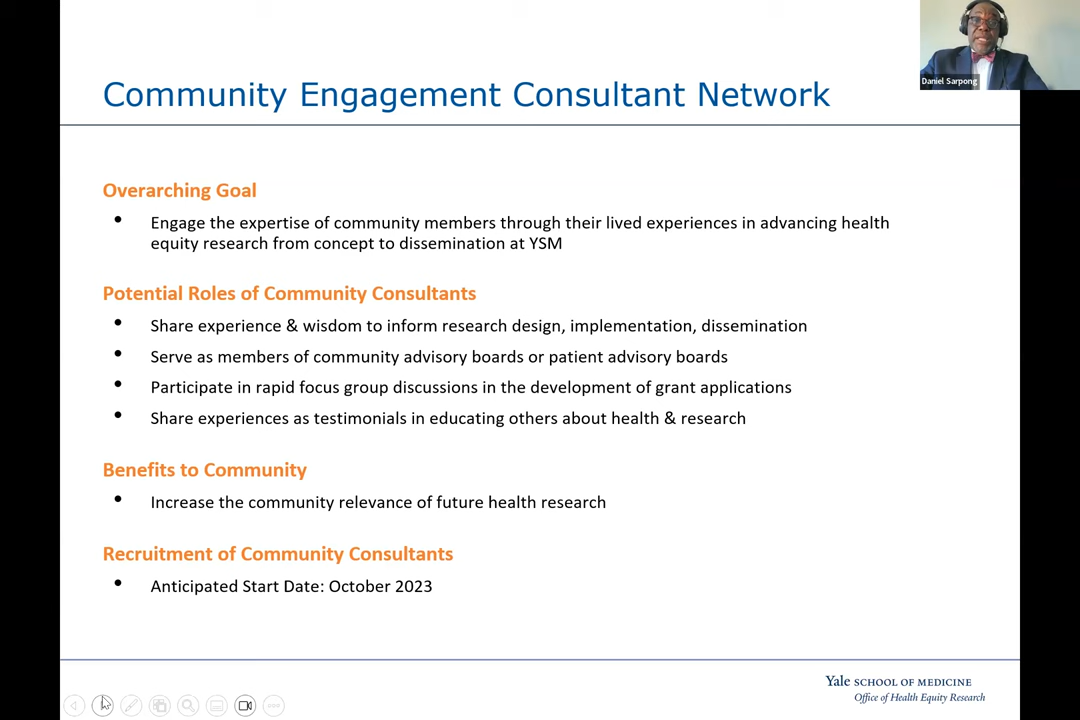 Daniel Sarpong
Community Engagement Consultant Network
Overarching Goal
• Engage the expertise of community members through their lived experiences in advancing health
equity research from concept to dissemination at YSM
Potential Roles of Community Consultants
• Share experience & wisdom to inform research design, implementation, dissemination
• Serve as members of community advisory boards or patient advisory boards
• Participate in rapid focus group discussions in the development of grant applications
• Share experiences as testimonials in educating others about health & research
Benefits to Community
• Increase the community relevance of future health research
Recruitment of Community Consultants
• Anticipated Start Date: October 2023
Yale SCHOOL OF MEDICINE
Office of Health Equity Research